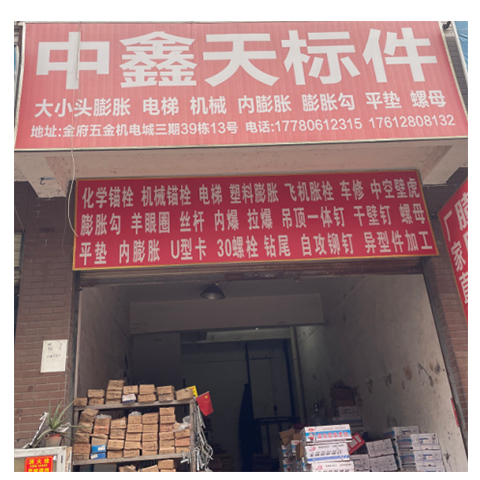 中鑫天标件
大小头膨胀 电梯 机械 内膨胀 膨胀勾 平垫 螺母
地址:金府五金机电城三期39栋13号 电话:17780612315 17612808132
化学锚栓 机械锚栓 电梯 塑料膨胀 飞机胀栓 车修 中空壁虎
膨胀勾 羊眼圈 丝杆 内爆 拉爆 吊顶一体钉 干壁钉 螺母
平垫 内膨胀 U型卡 30螺栓 钻尾 自攻铆钉 异型件加工